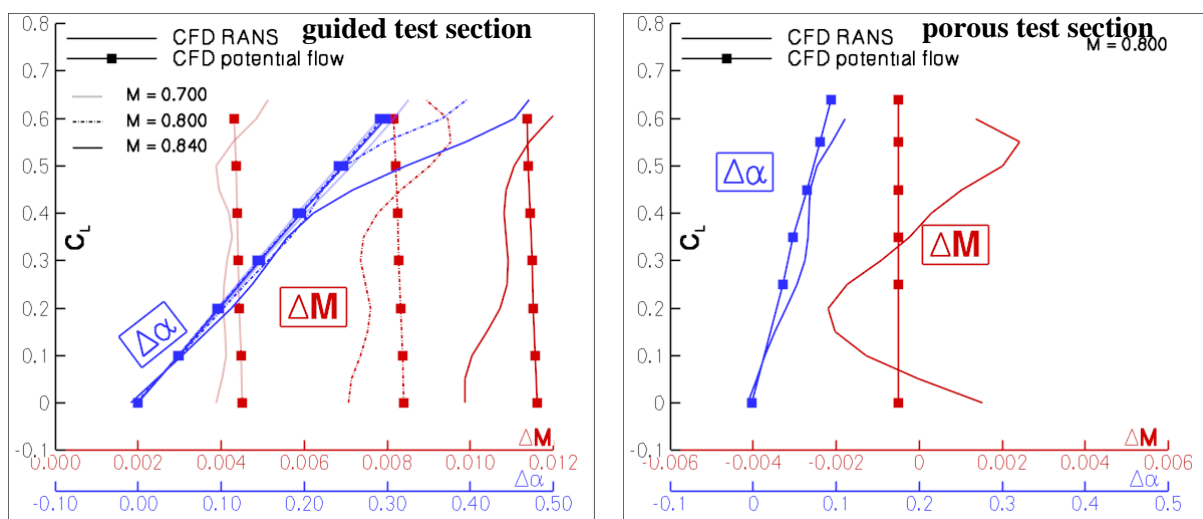 guided test section
CFD RANS
CFD potential flow
M = 0.700
M = 0.800
M = 0.840
0.8
0.7
0.6
0.5
0.4
0.3
0.2
0.1
0
-0.1
CL
Δα
ΔM
ΔM
0.000 0.002 0.004 0.006 0.008 0.010 0.012
Δα
-0.10 0.00 0.10 0.20 0.30 0.40 0.50
porous test section
CFD RANS
CFD potential flow
M = 0.800
0.8
0.7
0.6
0.5
0.4
0.3
0.2
0.1
0
-0.1
CL
Δα
ΔM
ΔM
-0.006 -0.004 -0.002 0 0.002 0.004 0.006
Δα
-0.1 0 0.1 0.2 0.3 0.4 0.5